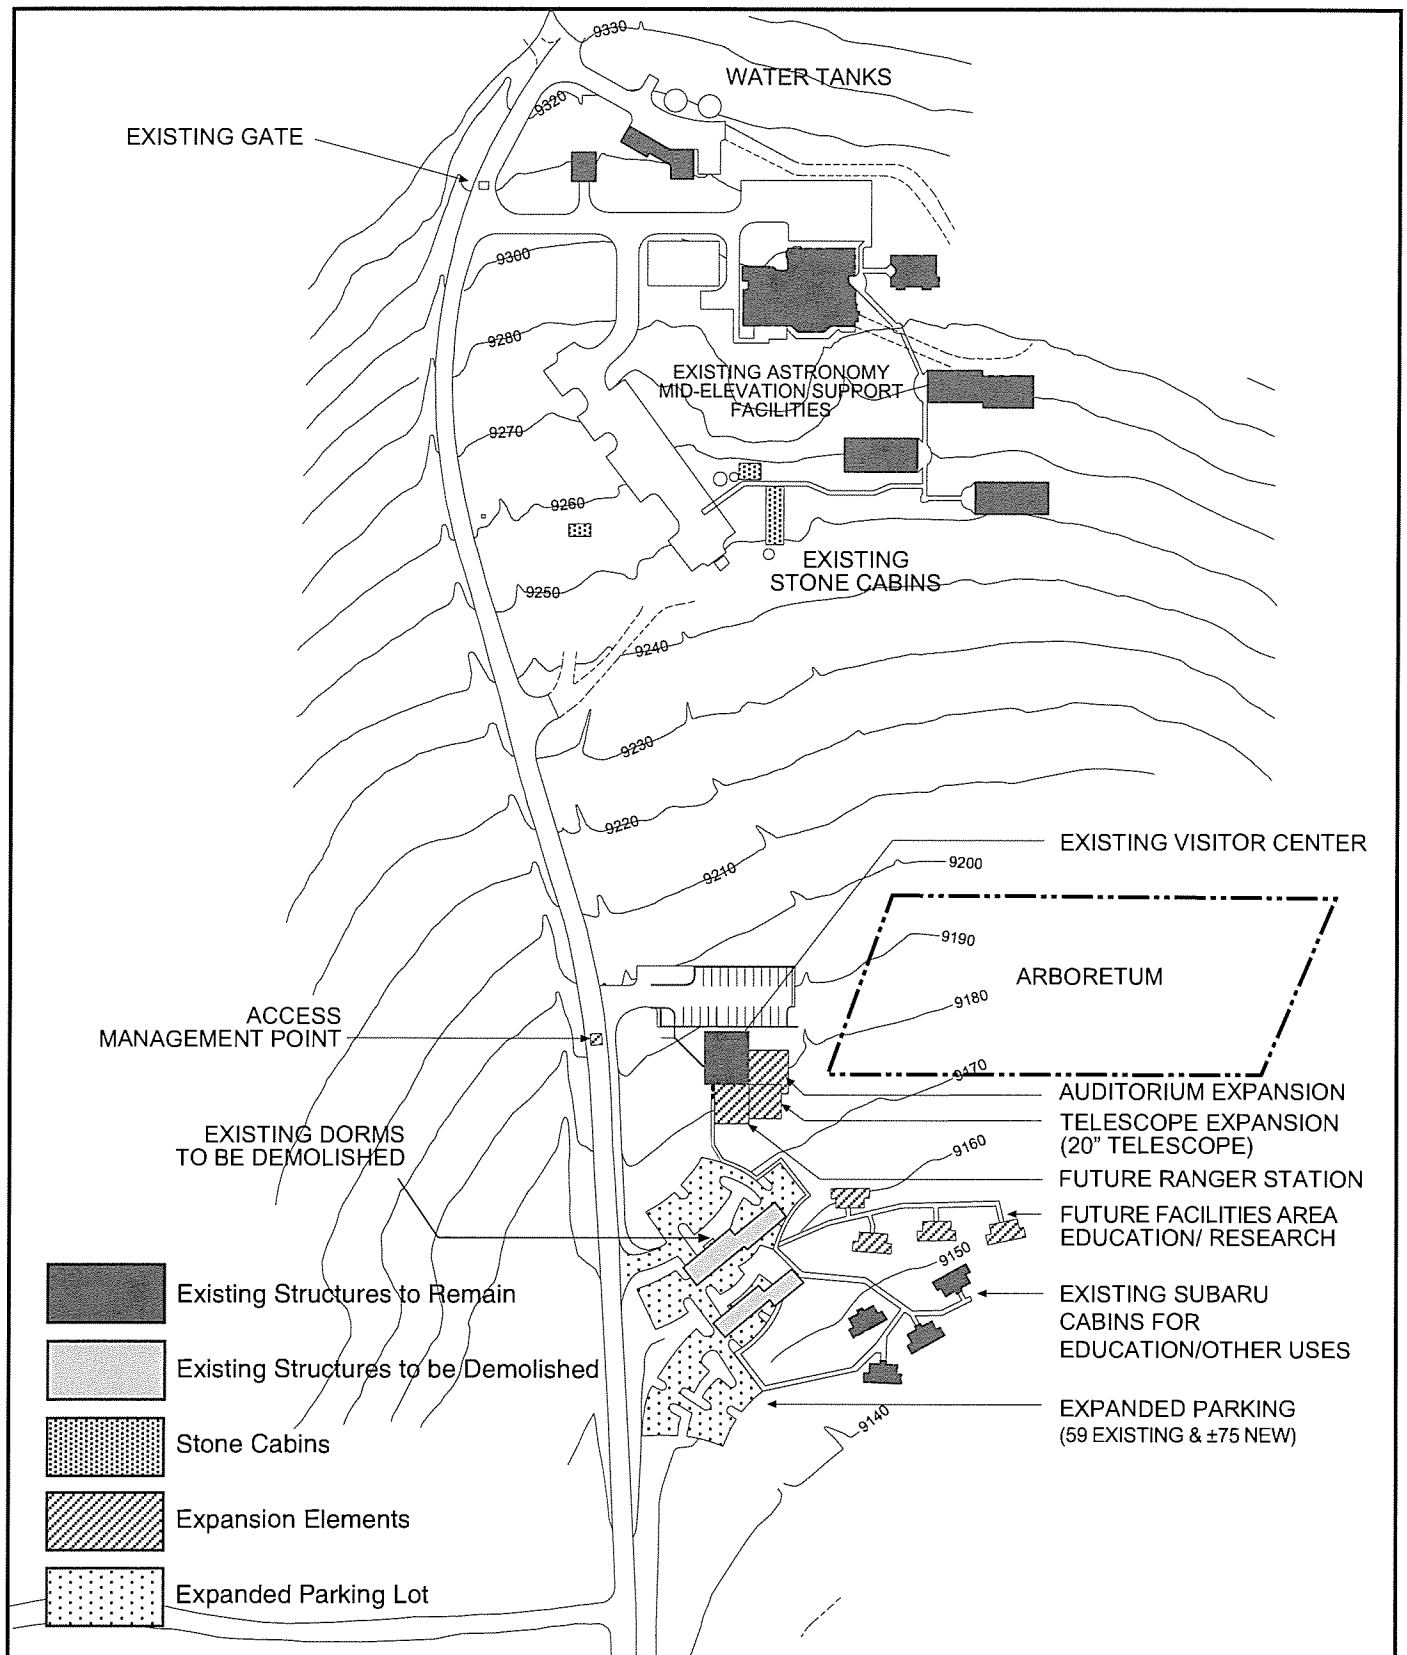 9330
WATER TANKS
9320
EXISTING GATE
9300
9280
EXISTING ASTRONOMY
MID-ELEVATION SUPPORT
FACILITIES
9270
9260
EXISTING
STONE CABINS
9250
9240
9230
9220
EXISTING VISITOR CENTER
9210
9200
9190
ARBORETUM
9180
ACCESS
MANAGEMENT POINT
9170
AUDITORIUM EXPANSION
TELESCOPE EXPANSION
(20” TELESCOPE)
EXISTING DORMS
TO BE DEMOLISHED
9160
FUTURE RANGER STATION
FUTURE FACILITIES AREA
EDUCATION/ RESEARCH
9150
EXISTING SUBARU
CABINS FOR
EDUCATION/OTHER USES
EXPANDED PARKING
(59 EXISTING & ±75 NEW)
9140
Existing Structures to Remain
Existing Structures to be Demolished
Stone Cabins
Expansion Elements
Expanded Parking Lot